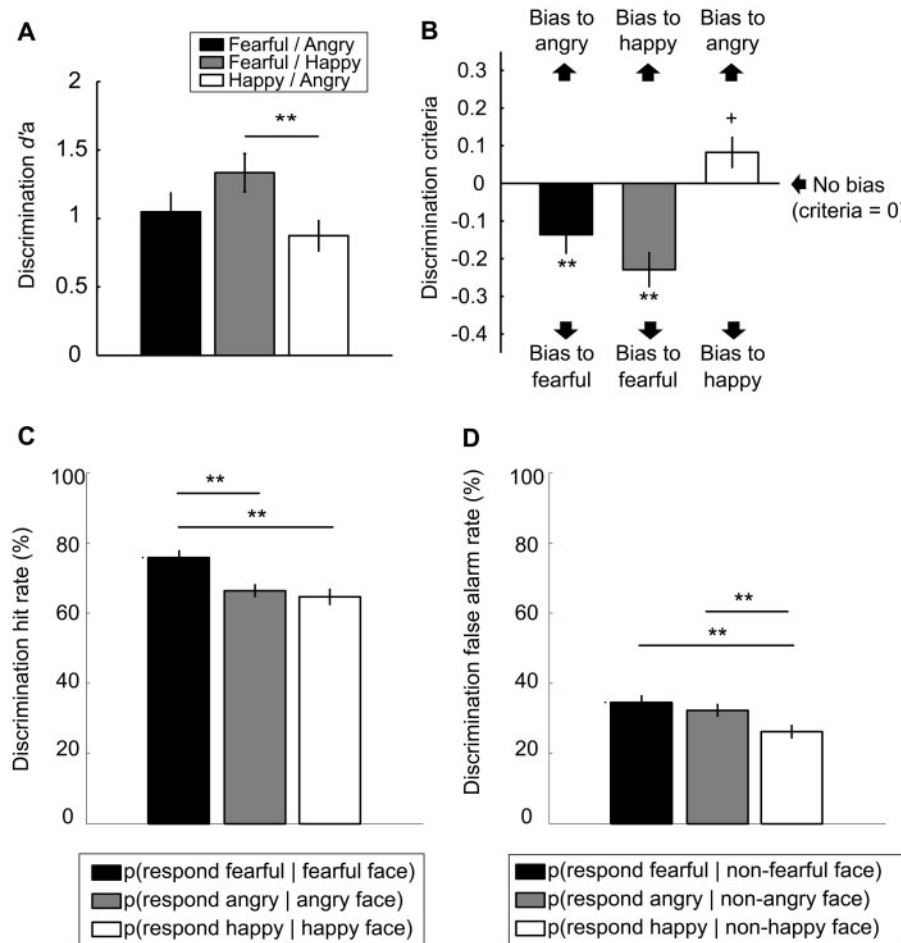 A
Fearful / Angry
Fearful / Happy
Happy / Angry
Discrimination d'a
2
1.5
1
0.5
0
**
B
Bias to angry
Bias to happy
Bias to angry
Discrimination criteria
0.3
0.2
0.1
0
-0.1
-0.2
-0.3
-0.4
+
**
**
No bias
(criteria = 0)
Bias to fearful
Bias to fearful
Bias to happy
C
Discrimination hit rate (%)
100
80
60
40
20
0
**
**
p(respond fearful | fearful face)
p(respond angry | angry face)
p(respond happy | happy face)
D
Discrimination false alarm rate (%)
100
80
60
40
20
0
**
**
p(respond fearful | non-fearful face)
p(respond angry | non-angry face)
p(respond happy | non-happy face)